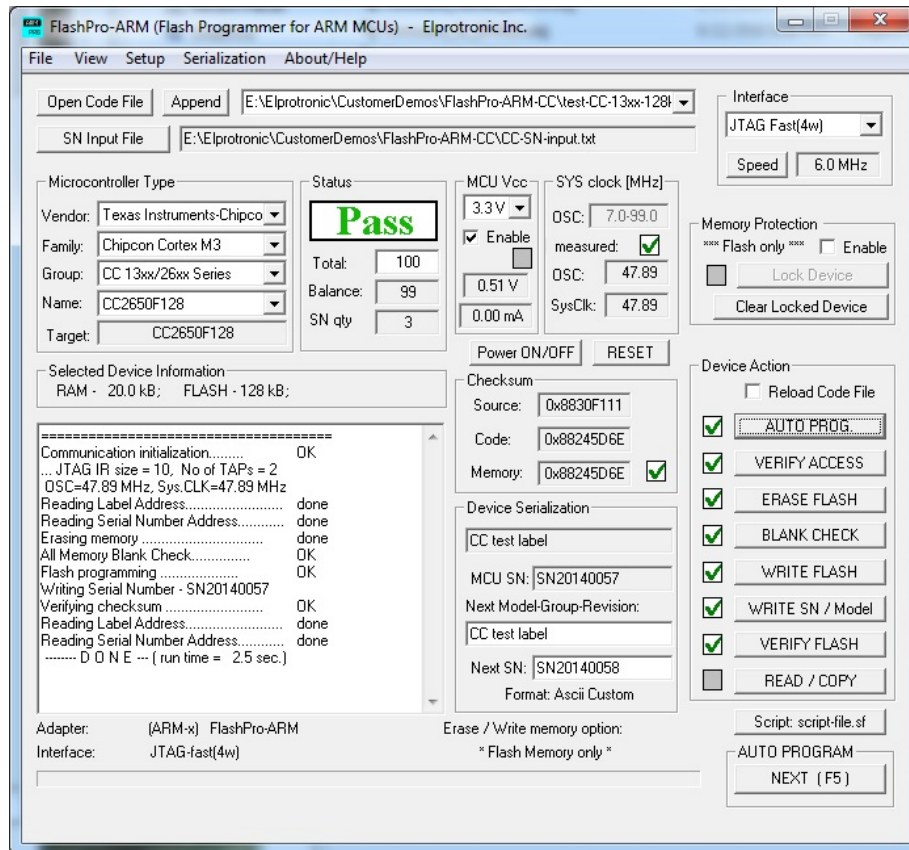 FlashPro-ARM (Flash Programmer for ARM MCUs) - Elprotronic Inc.
File View Setup Serialization About/Help
Open Code File Append E:\Elprotronic\CustomerDemos\FlashPro-ARM-CC\test-CC-13xx-128
SN Input File E:\Elprotronic\CustomerDemos\FlashPro-ARM-CC\CC-SN-input.txt
Interface
JTAG Fast(4w)
Speed 6.0 MHz
Microcontroller Type
Vendor: Texas Instruments-Chipco
Family: Chipcon Cortex M3
Group: CC 13xx/26xx Series
Name: CC2650F128
Target: CC2650F128
Status
Pass
Total: 100
Balance: 99
SN qty 3
MCU Vcc
3.3 V
Enable
0.51 V
0.00 mA
SYS clock [MHz]
OSC: 7.0-99.0
measured:
OSC: 47.89
SysClk: 47.89
Power ON/OFF RESET
Memory Protection
*** Flash only *** Enable
Lock Device
Clear Locked Device
Selected Device Information
RAM - 20.0 kB; FLASH - 128 kB;
=====================================
Communication initialization......... OK
... JTAG IR size = 10, No of TAPs = 2
OSC=47.89 MHz, Sys.CLK=47.89 MHz
Reading Label Address......................... done
Reading Serial Number Address............ done
Erasing memory ................................ done
All Memory Blank Check............... OK
Flash programming ..................... OK
Writing Serial Number - SN20140057
Verifying checksum .......................... OK
Reading Label Address......................... done
Reading Serial Number Address............ done
-------- D O N E --- ( run time = 2.5 sec.)
Checksum
Source: 0x8830F111
Code: 0x88245D6E
Memory: 0x88245D6E
Device Serialization
CC test label
MCU SN: SN20140057
Next Model-Group-Revision:
CC test label
Next SN: SN20140058
Format: Ascii Custom
Device Action
Reload Code File
AUTO PROG.
VERIFY ACCESS
ERASE FLASH
BLANK CHECK
WRITE FLASH
WRITE SN / Model
VERIFY FLASH
READ / COPY
Adapter: (ARM-x) FlashPro-ARM
Interface: JTAG-fast(4w)
Erase / Write memory option:
* Flash Memory only *
Script: script-file.sf
AUTO PROGRAM
NEXT ( F5 )